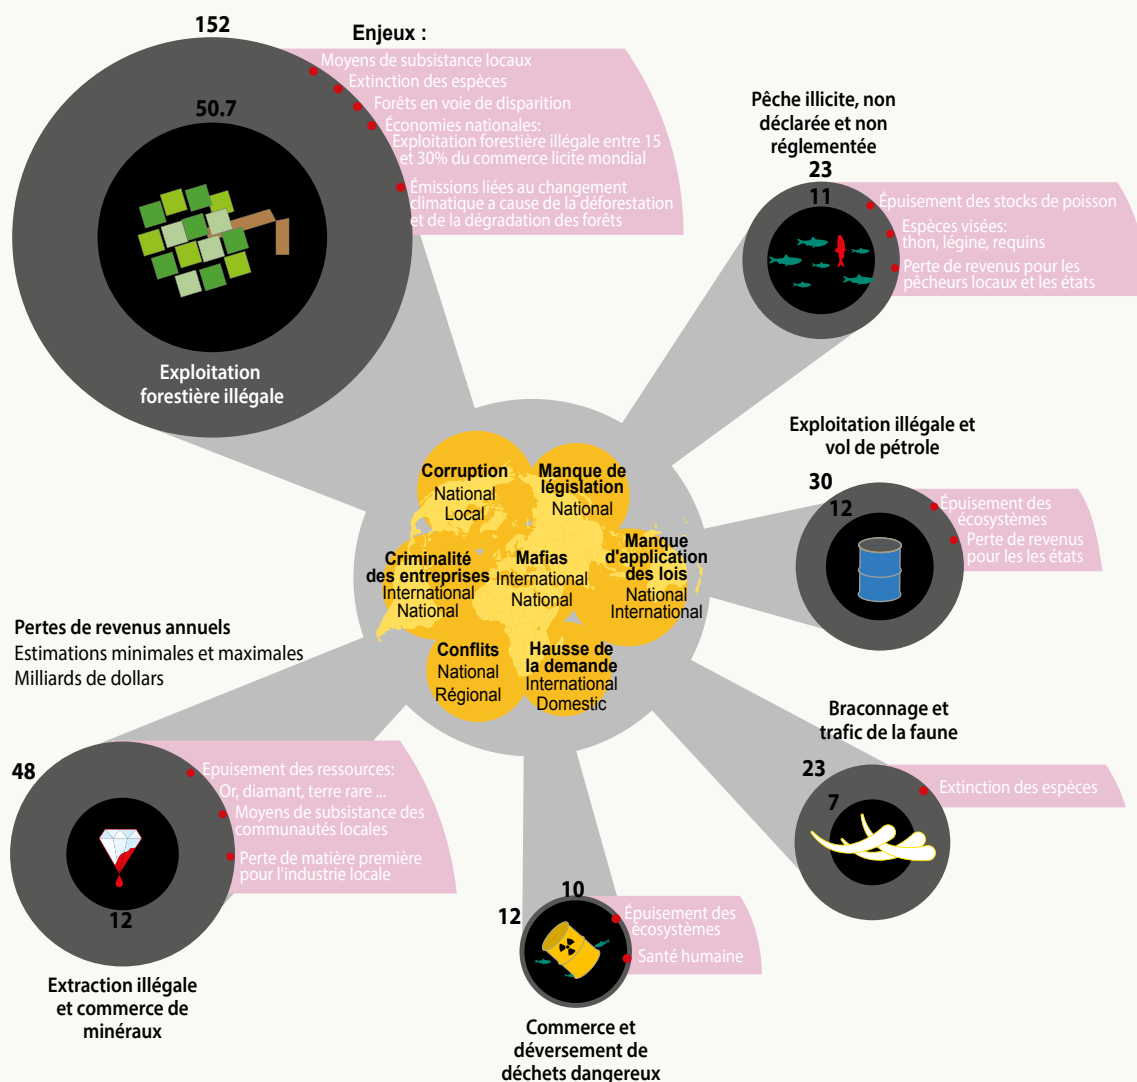 152
50.7
Enjeux :
Moyens de subsistance locaux
Extinction des espèces
Forêts en voie de disparition
Économies nationales:
Exploitation forestière illégale entre 15
et 30% du commerce licite mondial
Émissions liées au changement
climatique a cause de la déforestation
et de la dégradation des forêts
Exploitation
forestière illégale
Pêche illicite, non
déclarée et non
réglementée
23
11
Épuisement des stocks de poisson
Espèces visées:
thon, légine, requins
Perte de revenus pour les
pêcheurs locaux et les états
Exploitation illégale et
vol de pétrole
30
12
Épuisement des
écosystèmes
Perte de revenus
pour les les états
Corruption
National
Local
Manque de
législation
National
Criminalité
des entreprises
International
National
Mafias
International
National
Manque
d'application
des lois
National
International
Conflits
National
Régional
Hausse de
la demande
International
Domestic
Pertes de revenus annuels
Estimations minimales et maximales
Milliards de dollars
Braconnage et
trafic de la faune
23
7
Extinction des espèces
48
12
Epuisement des ressources:
Or, diamant, terre rare ...
Moyens de subsistance des
communautés locales
Perte de matière première
pour l'industrie locale
Extraction illégale
et commerce de
minéraux
10
12
Épuisement des
écosystèmes
Santé humaine
Commerce et
déversement de
déchets dangereux